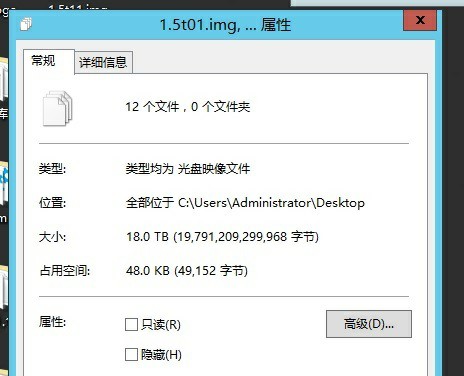 1.5t11.img
1.5t01.img, ... 属性
x
常规
详细信息
12 个文件，0 个文件夹
类型: 类型均为 光盘映像文件
位置: 全部位于 C:\Users\Administrator\Desktop
大小: 18.0 TB (19,791,209,299,968 字节)
占用空间: 48.0 KB (49,152 字节)
属性: 只读(R) 高级(D)...
隐藏(H)